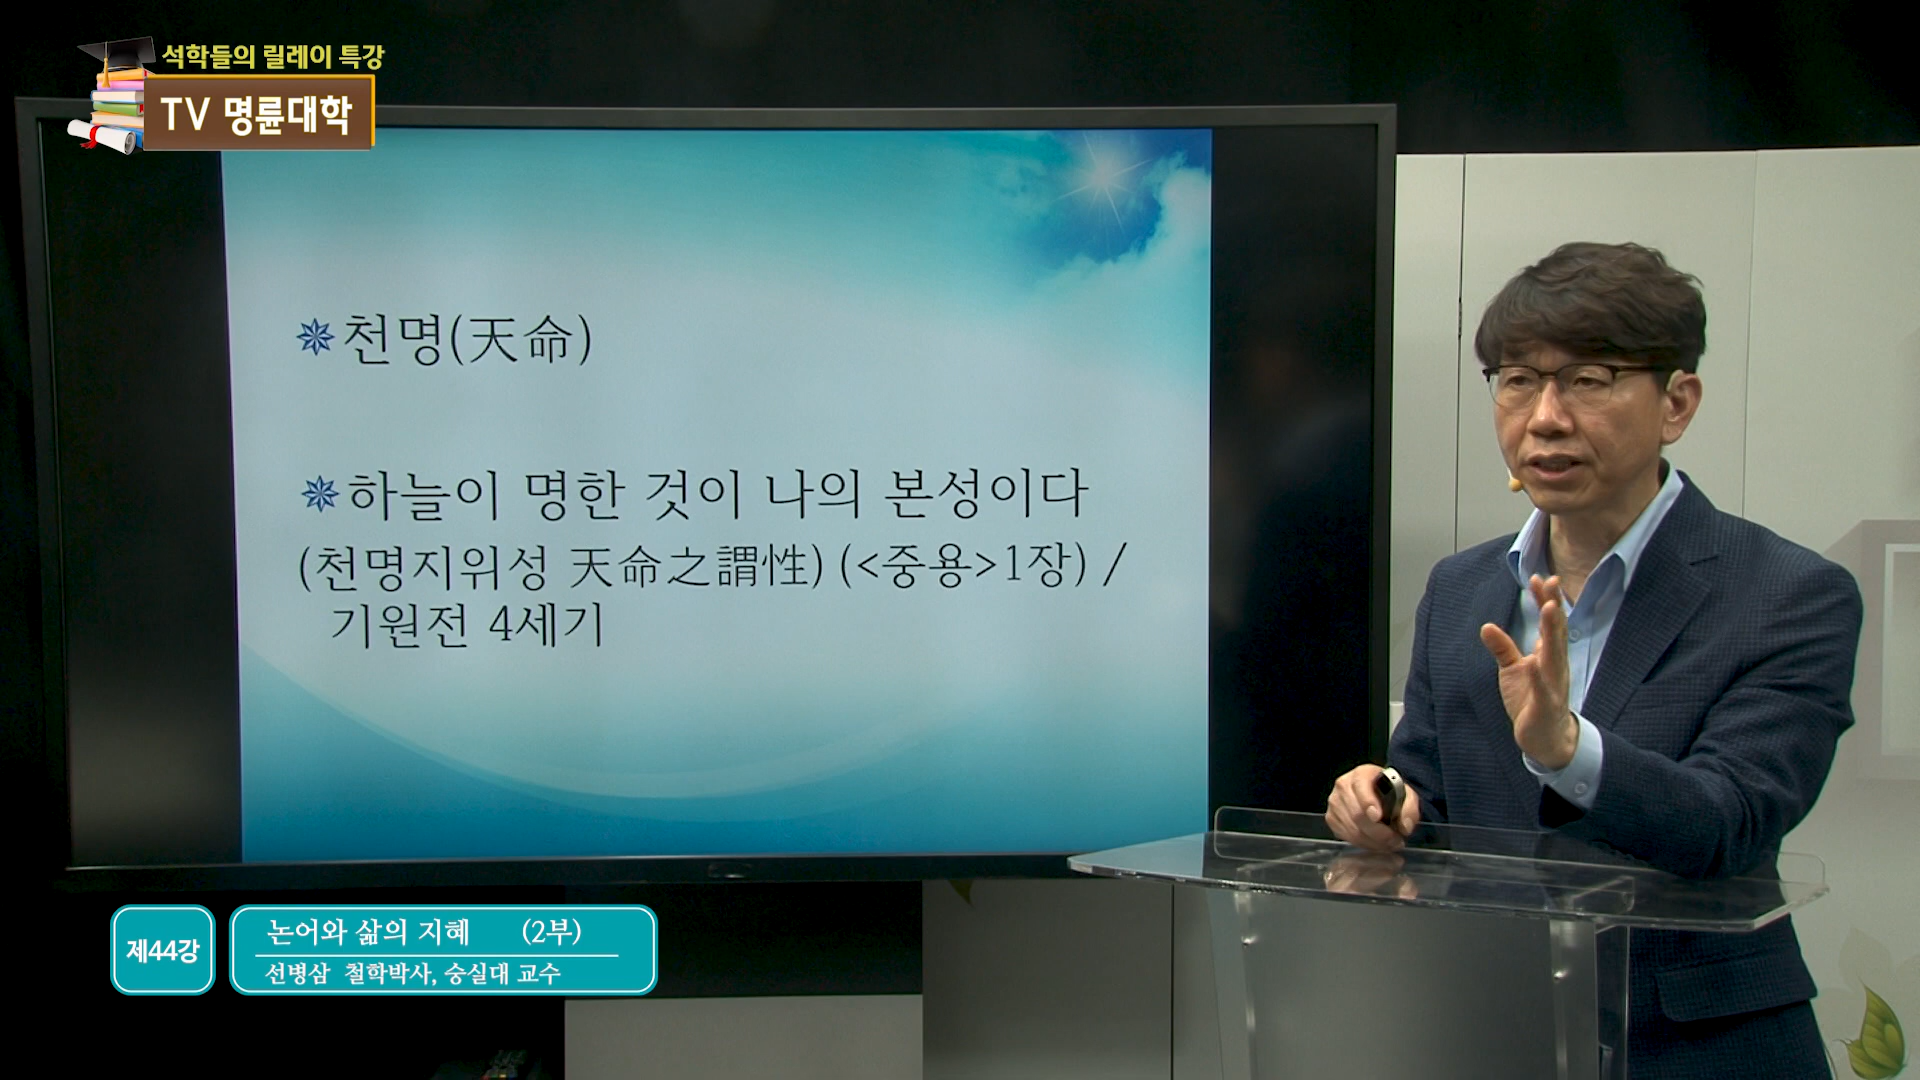 석학들의 릴레이 특강
TV 명륜대학
천명(天命)
하늘이 명한 것이 나의 본성이다
(천명지위성 天命之謂性) (<중용>1장) /
기원전 4세기
제44강
논어와 삶의 지혜 (2부)
선병삼 철학박사, 숭실대 교수